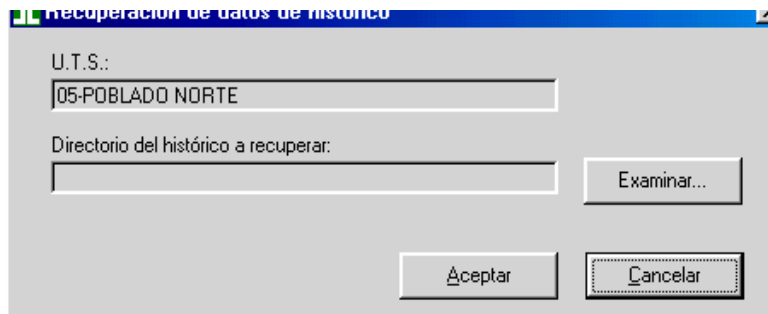 Recuperación de datos de histórico
U.T.S.:
05-POBLADO NORTE
Directorio del histórico a recuperar:
Examinar...
Aceptar
Cancelar